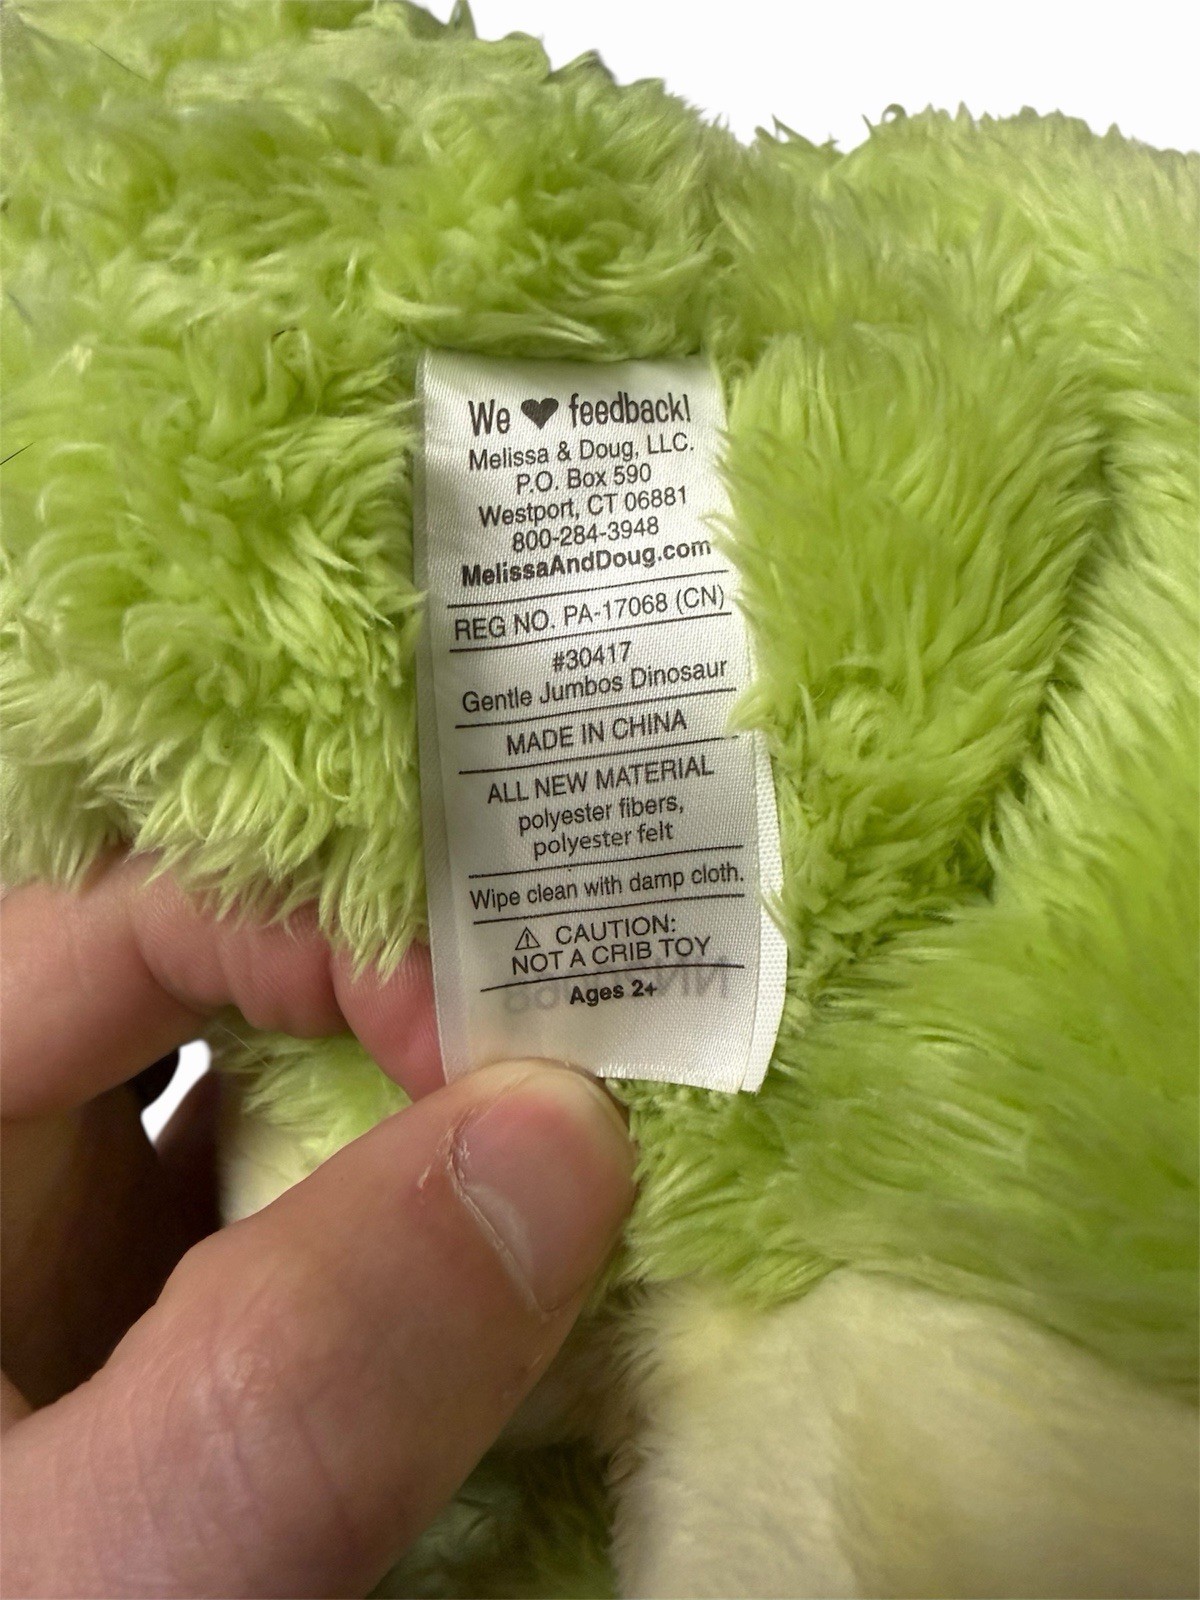 We ♥ feedback!
Melissa & Doug, LLC.
P.O. Box 590
Westport, CT 06881
800-284-3948
MelissaAndDoug.com
REG NO. PA-17068 (CN)
#30417
Gentle Jumbos Dinosaur
MADE IN CHINA
ALL NEW MATERIAL
polyester fibers,
polyester felt
Wipe clean with damp cloth.
⚠ CAUTION:
NOT A CRIB TOY
Ages 2+